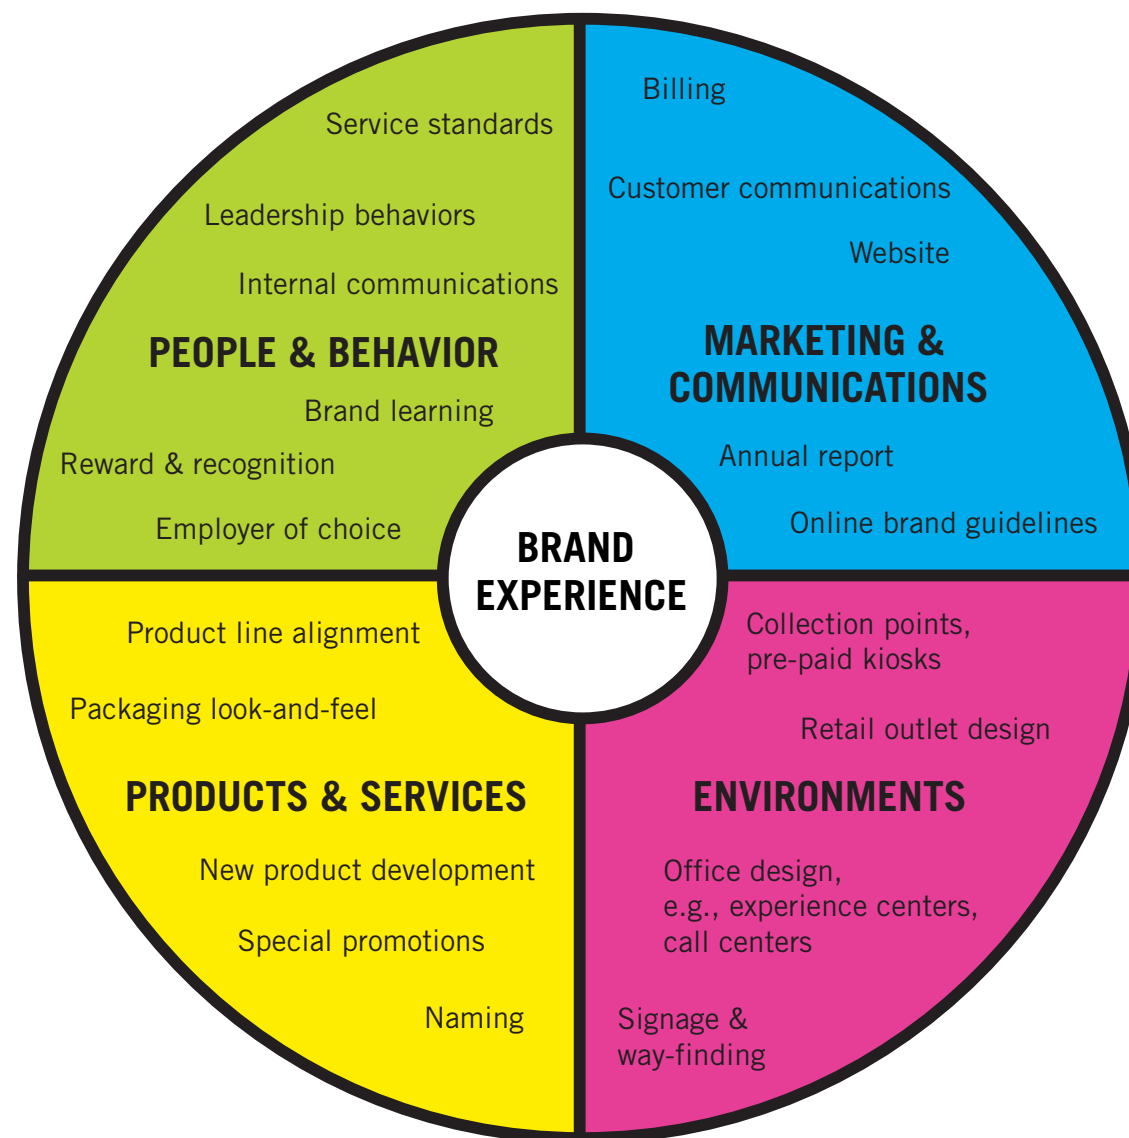 Service standards
Leadership behaviors
Internal communications
PEOPLE & BEHAVIOR
Brand learning
Reward & recognition
Employer of choice
Billing
Customer communications
Website
MARKETING &
COMMUNICATIONS
Annual report
Online brand guidelines
BRAND
EXPERIENCE
Product line alignment
Packaging look-and-feel
PRODUCTS & SERVICES
New product development
Special promotions
Naming
Collection points,
pre-paid kiosks
Retail outlet design
ENVIRONMENTS
Office design,
e.g., experience centers,
call centers
Signage &
way-finding